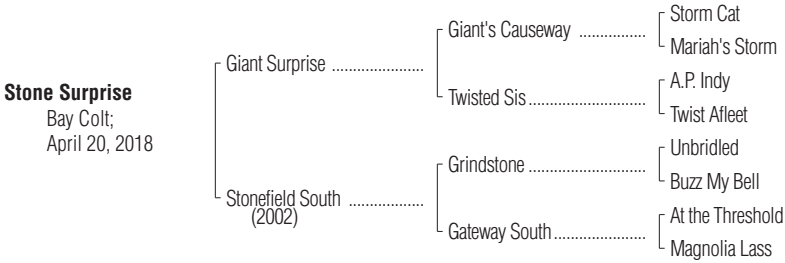 Storm Cat
Giant's Causeway ................
Mariah's Storm
Giant Surprise ......................
A.P. Indy
Twisted Sis ............................
Twist Afleet
Stone Surprise
Bay Colt;
April 20, 2018
Unbridled
Grindstone ............................
Buzz My Bell
Stonefield South ..................
(2002)
At the Threshold
Gateway South ......................
Magnolia Lass